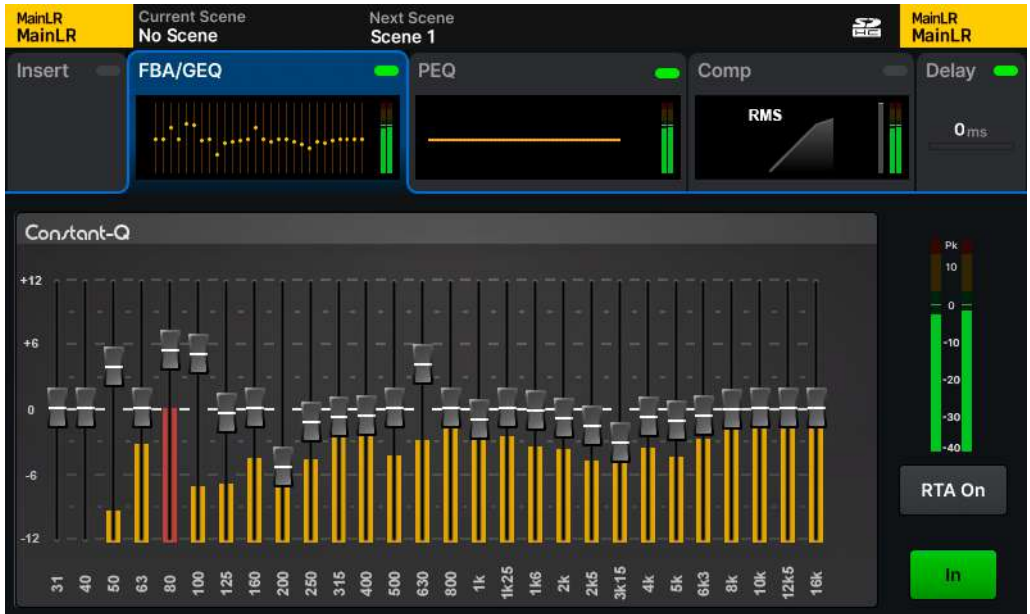 MainLR
MainLR
Current Scene
No Scene
Next Scene
Scene 1
MainLR
MainLR
Insert
FBA/GEQ
PEQ
Comp
RMS
Delay
0ms
Constant-Q
+12
+6
0
-6
-12
31 40 50 63 80 100 125 160 200 250 315 400 500 630 800 1k 1k25 1k6 2k 2k5 3k15 4k 5k 6k3 8k 10k 12k5 16k
Pk
10
0
-10
-20
-30
-40
RTA On
In